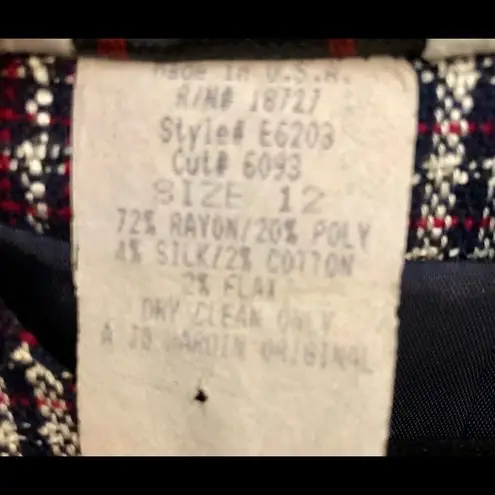 Made in U.S.A.
R/N# 18727
Style# E6203
Cut# 6093
SIZE 12
72% RAYON/20% POLY
4% SILK/2% COTTON
2% FLAX
DRY CLEAN ONLY
A JB HARDIN ORIGINAL